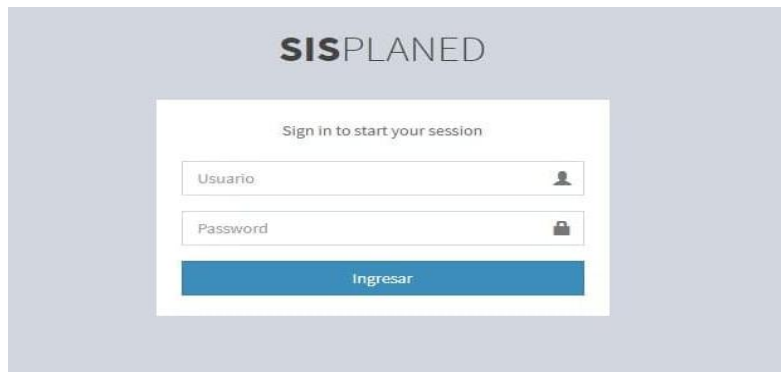 SISPLANED
Sign in to start your session
Usuario
Password
Ingresar